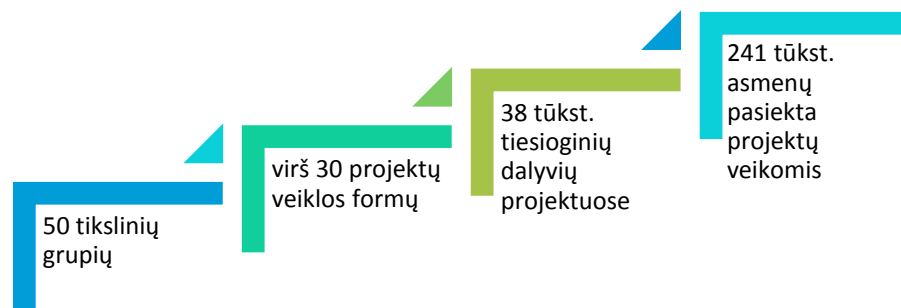 50 tikslinių
grupių
virš 30 projektų
veiklos formų
38 tūkst.
tiesioginių
dalyvių
projektuose
241 tūkst.
asmenų
pasiekta
projektų
veikomis